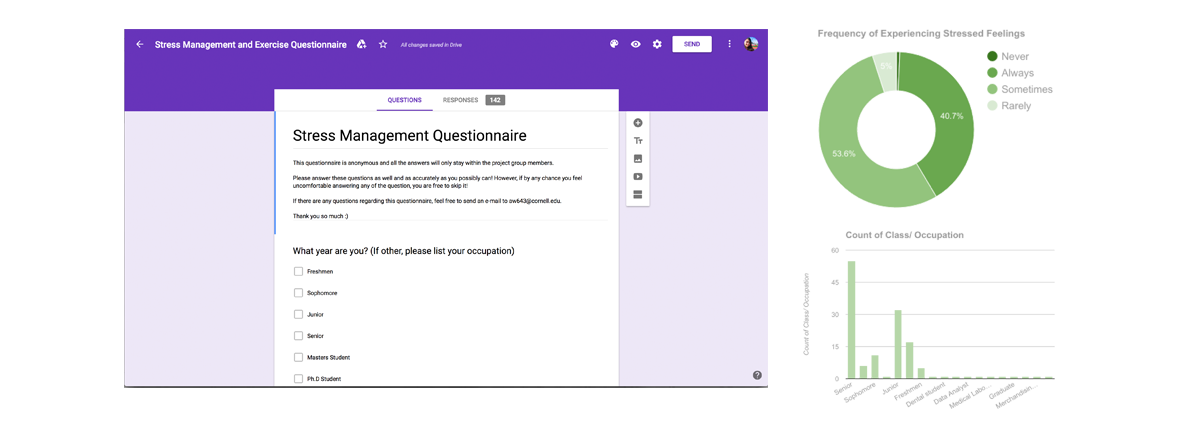 Stress Management and Exercise Questionnaire
All changes saved in Drive
SEND
QUESTIONS
RESPONSES 142
Stress Management Questionnaire
This questionnaire is anonymous and all the answers will only stay within the project group members.
Please answer these questions as well and as accurately as you possibly can! However, if by any chance you feel
uncomfortable answering any of the question, you are free to skip it!
If there are any questions regarding this questionnaire, feel free to send an e-mail to ow643@cornell.edu.
Thank you so much :)
What year are you? (If other, please list your occupation)
Freshmen
Sophomore
Junior
Senior
Masters Student
Ph.D Student
Tт
?
Frequency of Experiencing Stressed Feelings
Never
Always
Sometimes
Rarely
5%
40.7%
53.6%
Count of Class/ Occupation
Count of Class/ Occupation
60
45
30
15
0
Senior
Sophomore
Junior
Freshmen
Dental student
Data Analyst
Medical Labo...
Graduate
Merchandisin...